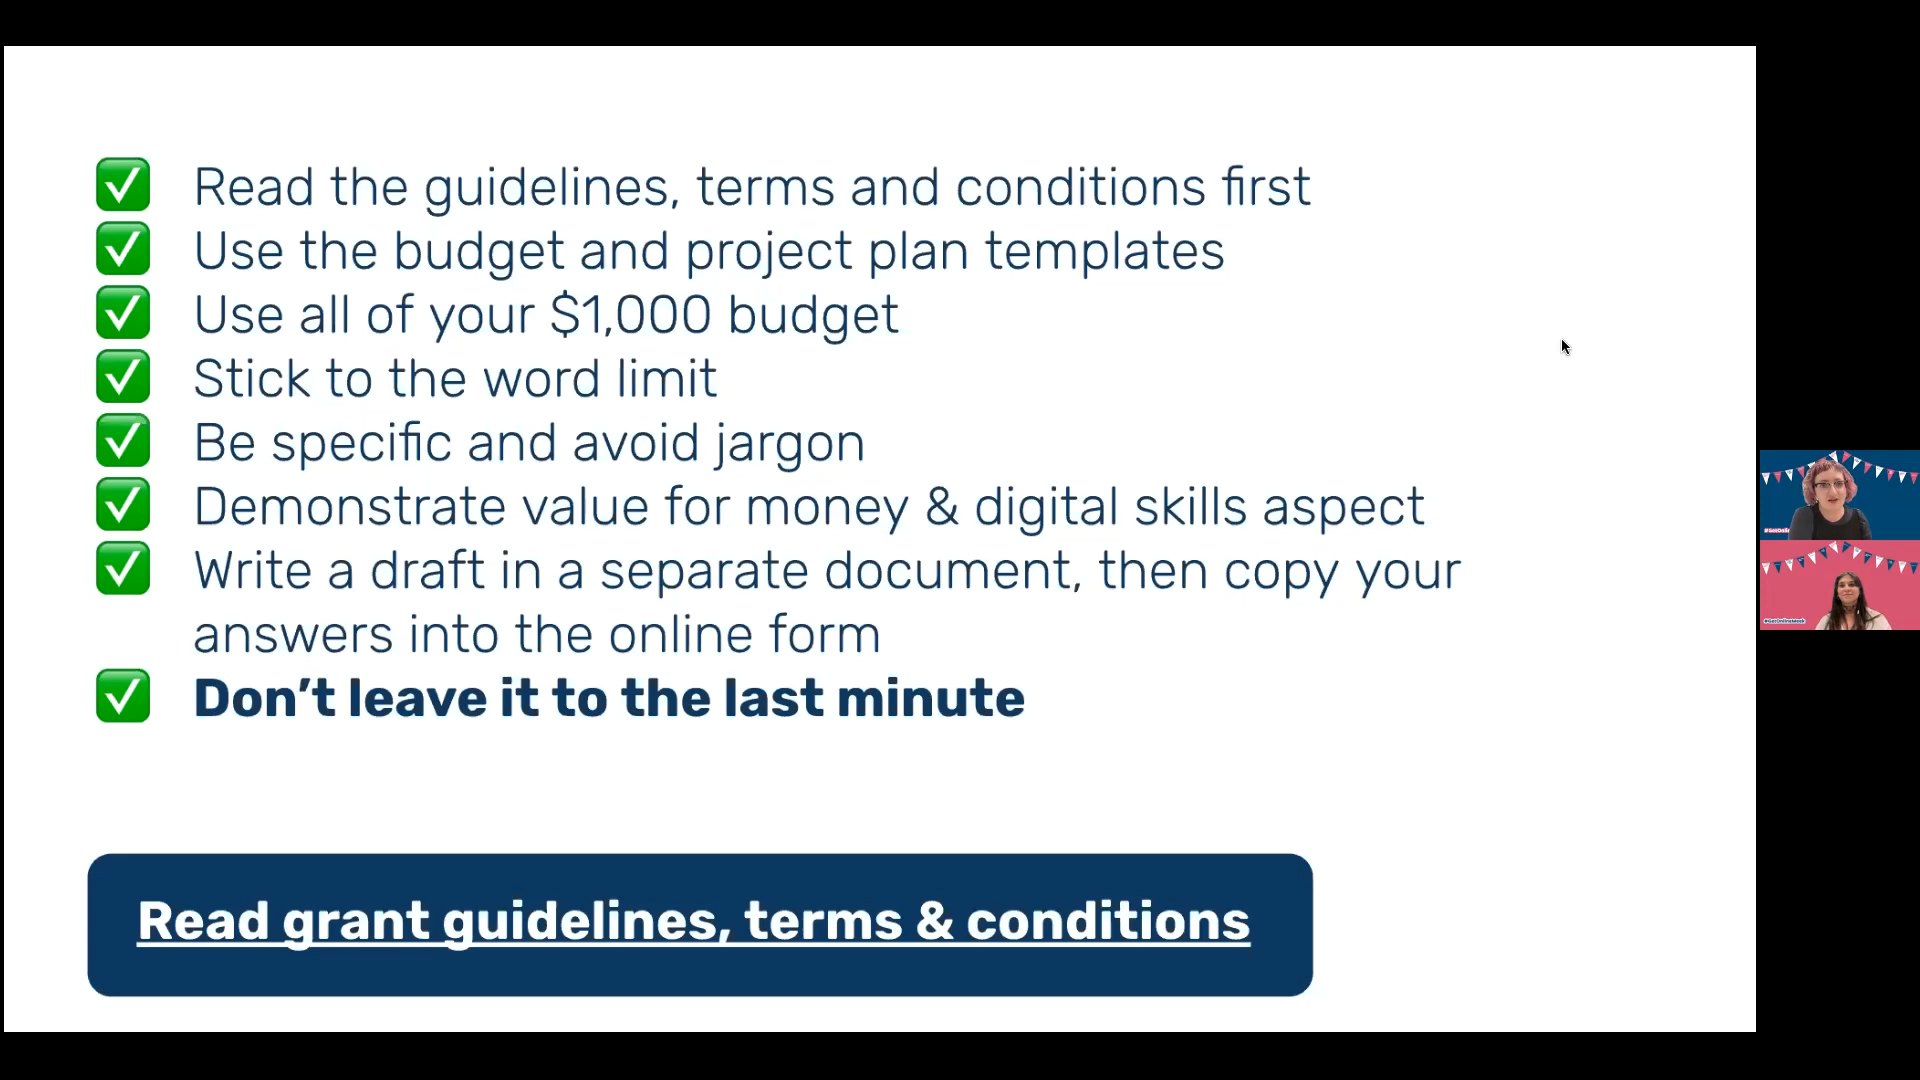 Read the guidelines, terms and conditions first
Use the budget and project plan templates
Use all of your $1,000 budget
Stick to the word limit
Be specific and avoid jargon
Demonstrate value for money & digital skills aspect
Write a draft in a separate document, then copy your
answers into the online form
Don’t leave it to the last minute
Read grant guidelines, terms & conditions
#GetOnlineWeek